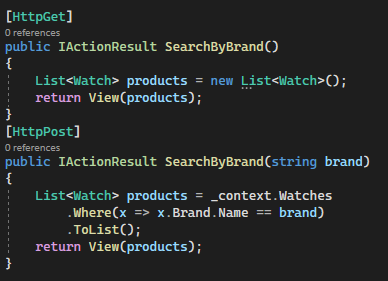 [HttpGet]
0 references
public IActionResult SearchByBrand()
{
List<Watch> products = new List<Watch>();
return View(products);
}
[HttpPost]
0 references
public IActionResult SearchByBrand(string brand)
{
List<Watch> products = _context.Watches
.Where(x => x.Brand.Name == brand)
.ToList();
return View(products);
}